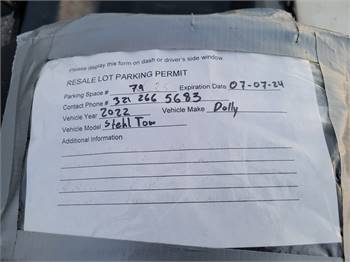 Please display this form on dash or driver's side window.
RESALE LOT PARKING PERMIT
Parking Space # 79 Expiration Date 07-07-24
Contact Phone # 321 266 5683
Vehicle Year 2022 Vehicle Make Dolly
Vehicle Model Stehl Tow
Additional Information